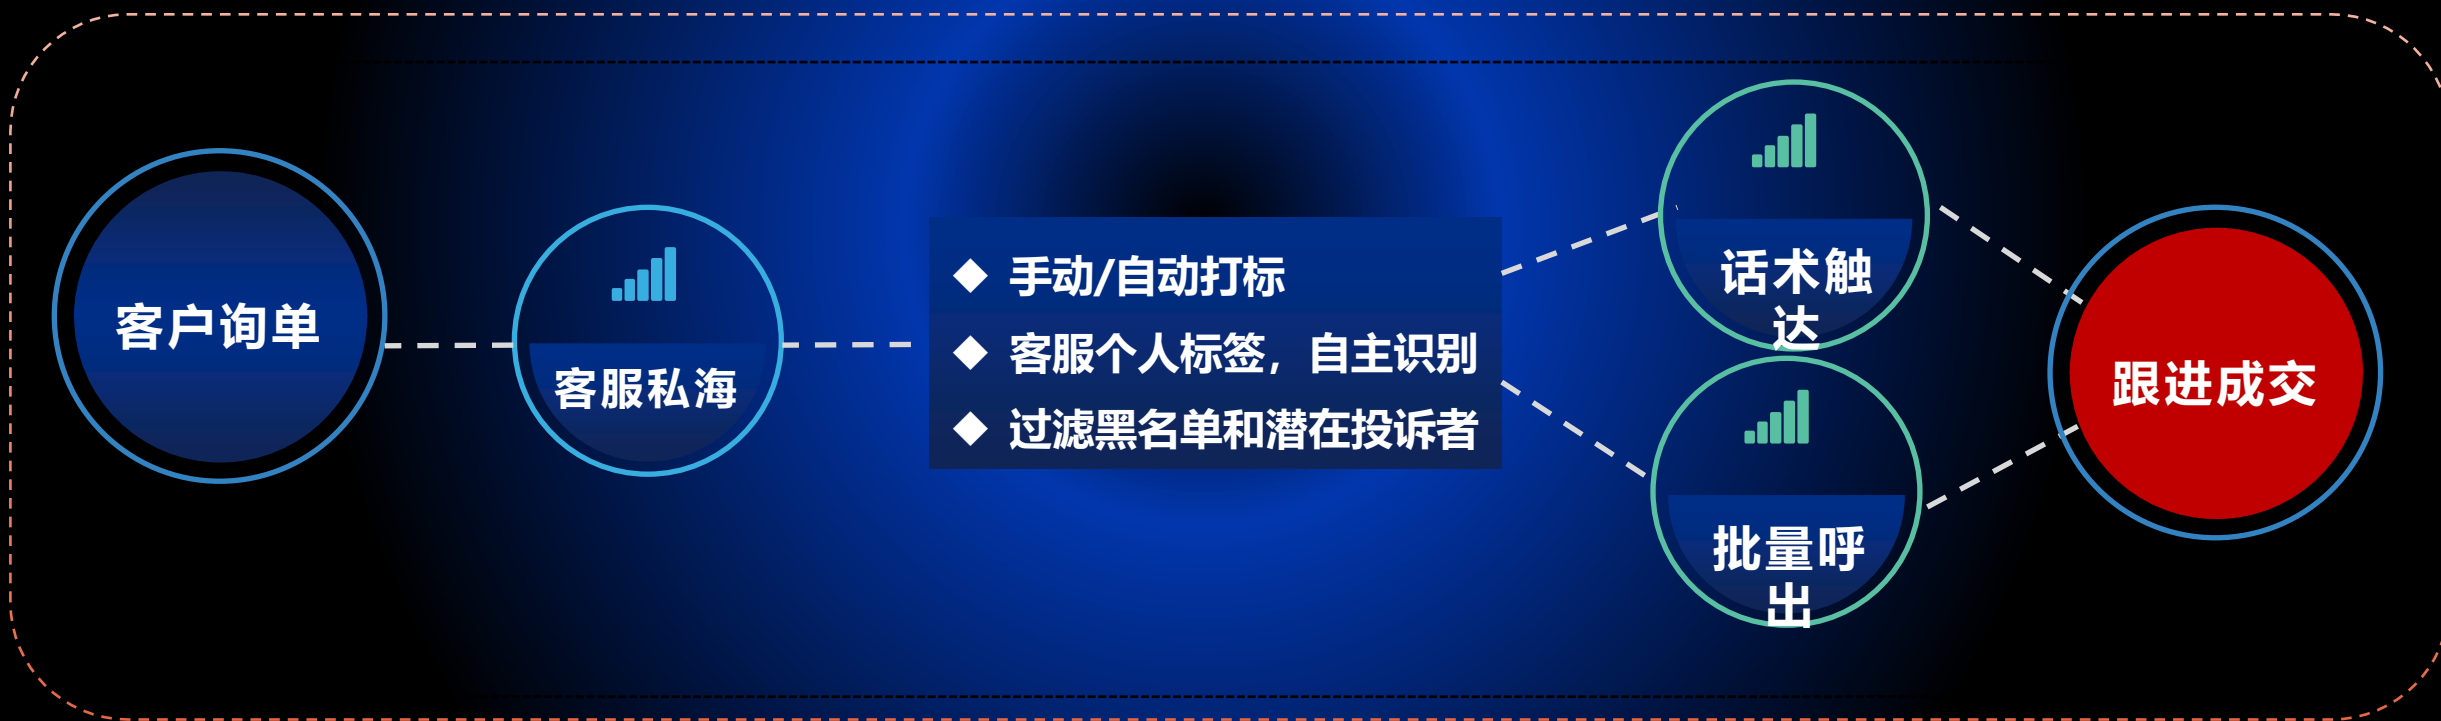 客户询单
客服私海
手动/自动打标
客服个人标签，自主识别
过滤黑名单和潜在投诉者
话术触
达
批量呼
出
跟进成交